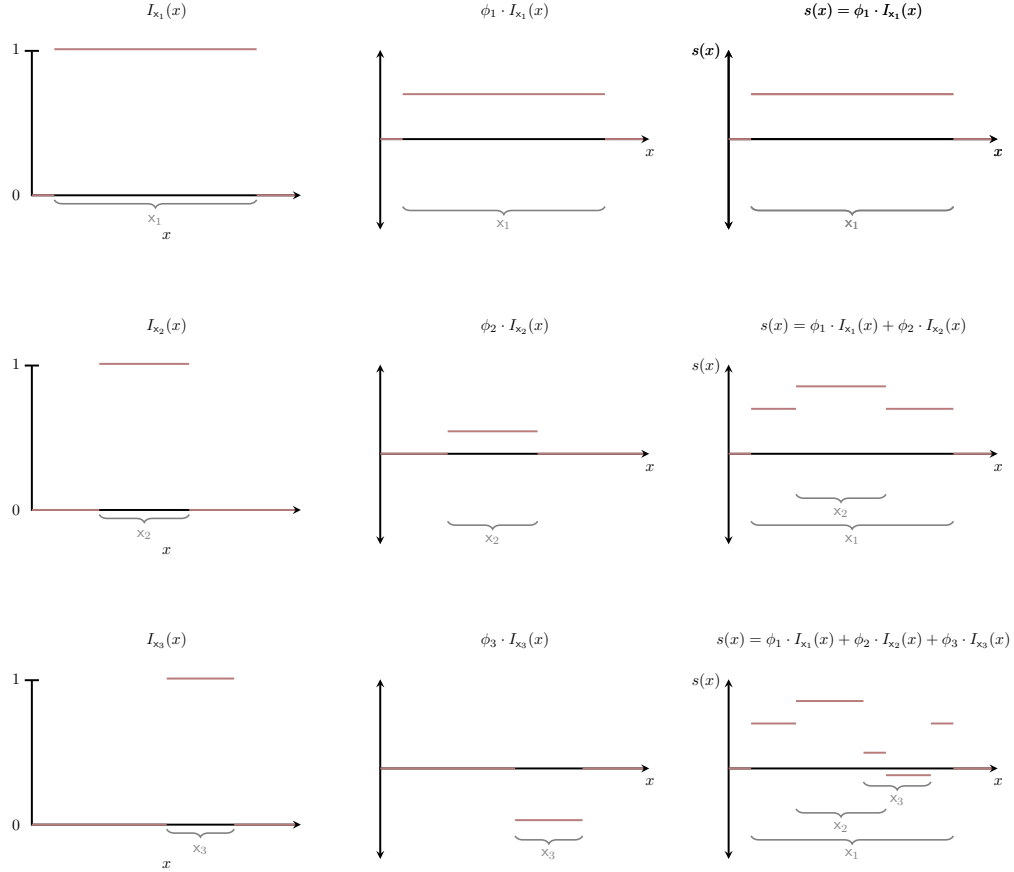 I_{x_1}(x)
ϕ_1 · I_{x_1}(x)
s(x) = ϕ_1 · I_{x_1}(x)
1
0
x_1
x
x
x_1
s(x)
x
x_1
I_{x_2}(x)
ϕ_2 · I_{x_2}(x)
s(x) = ϕ_1 · I_{x_1}(x) + ϕ_2 · I_{x_2}(x)
1
0
x_2
x
x
x_2
s(x)
x
x_2
x_1
I_{x_3}(x)
ϕ_3 · I_{x_3}(x)
s(x) = ϕ_1 · I_{x_1}(x) + ϕ_2 · I_{x_2}(x) + ϕ_3 · I_{x_3}(x)
1
0
x_3
x
x
x_3
s(x)
x
x_3
x_2
x_1